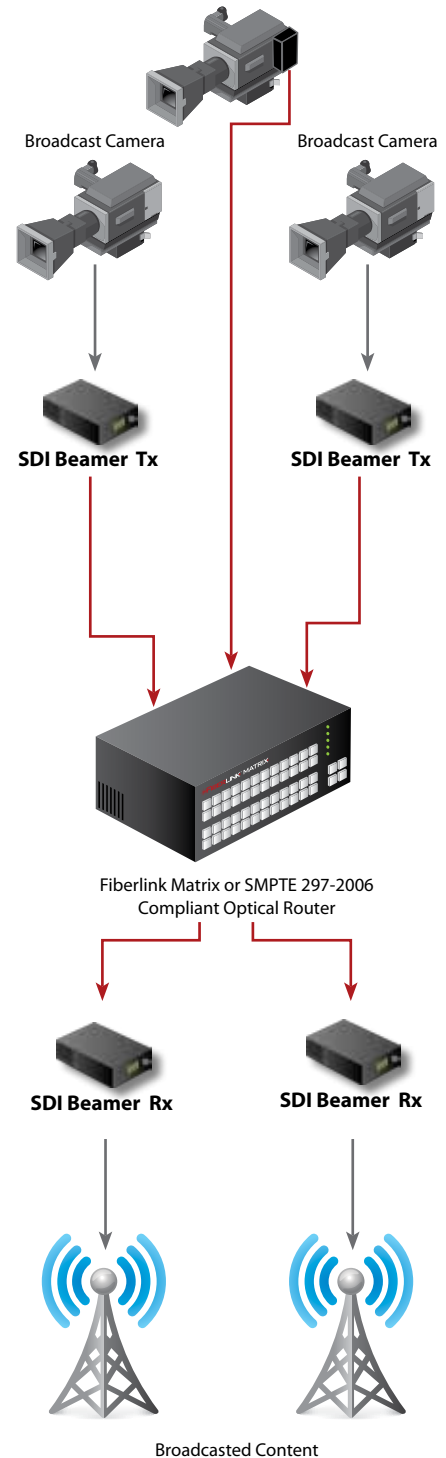 Broadcast Camera
Broadcast Camera
SDI Beamer Tx
SDI Beamer Tx
FIBERLINK MATRIX
Fiberlink Matrix or SMPTE 297-2006
Compliant Optical Router
SDI Beamer Rx
SDI Beamer Rx
Broadcasted Content